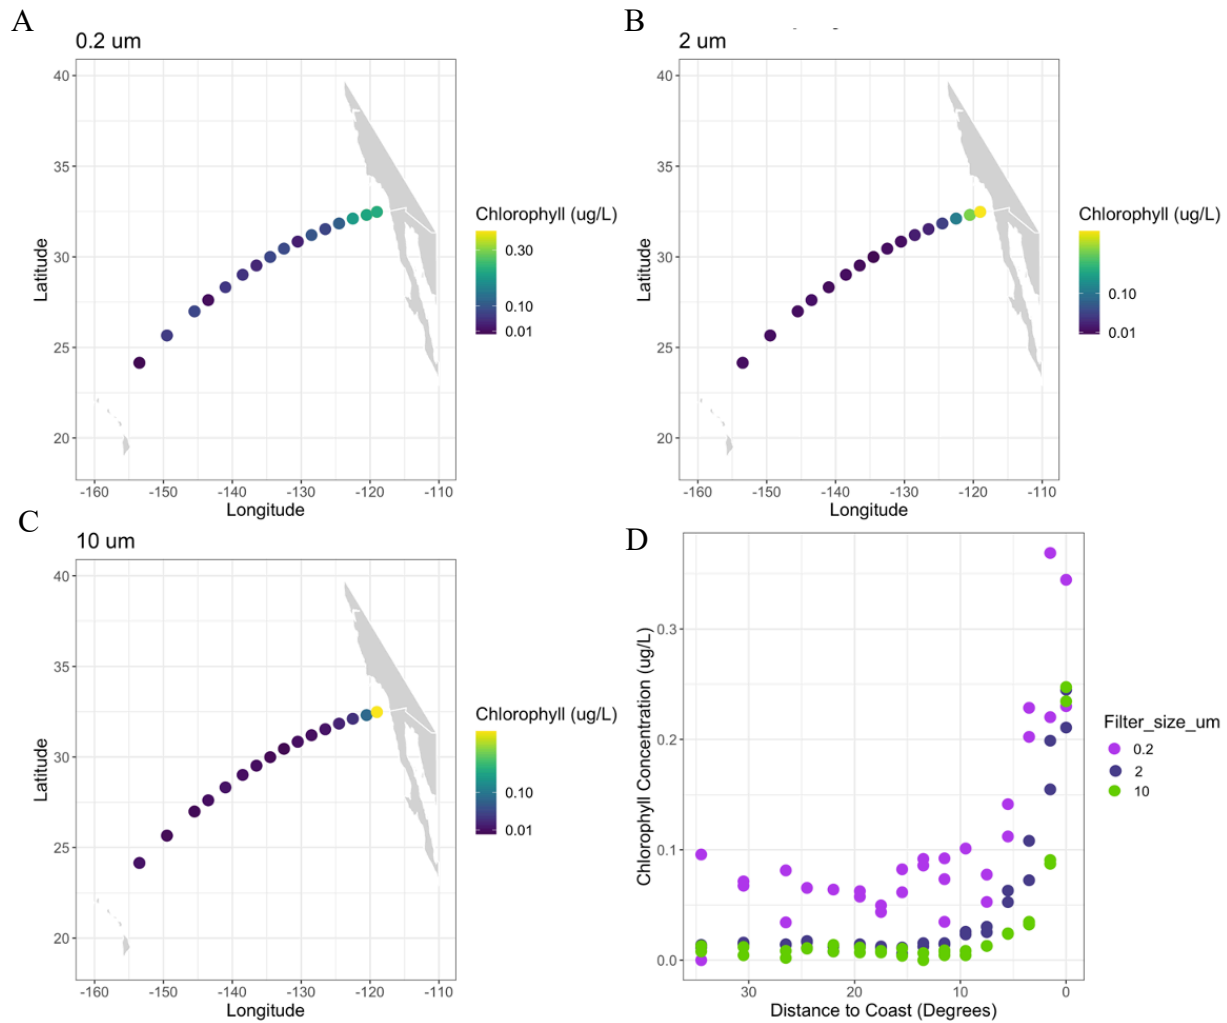 A
0.2 um
40
35
30
25
20
-160 -150 -140 -130 -120 -110
Longitude
Latitude
Chlorophyll (ug/L)
0.30
0.10
0.01
B
2 um
40
35
30
25
20
-160 -150 -140 -130 -120 -110
Longitude
Latitude
Chlorophyll (ug/L)
0.10
0.01
C
10 um
40
35
30
25
20
-160 -150 -140 -130 -120 -110
Longitude
Latitude
Chlorophyll (ug/L)
0.10
0.01
D
0.3
0.2
0.1
0.0
30 20 10 0
Distance to Coast (Degrees)
Chlorophyll Concentration (ug/L)
Filter_size_um
0.2
2
10